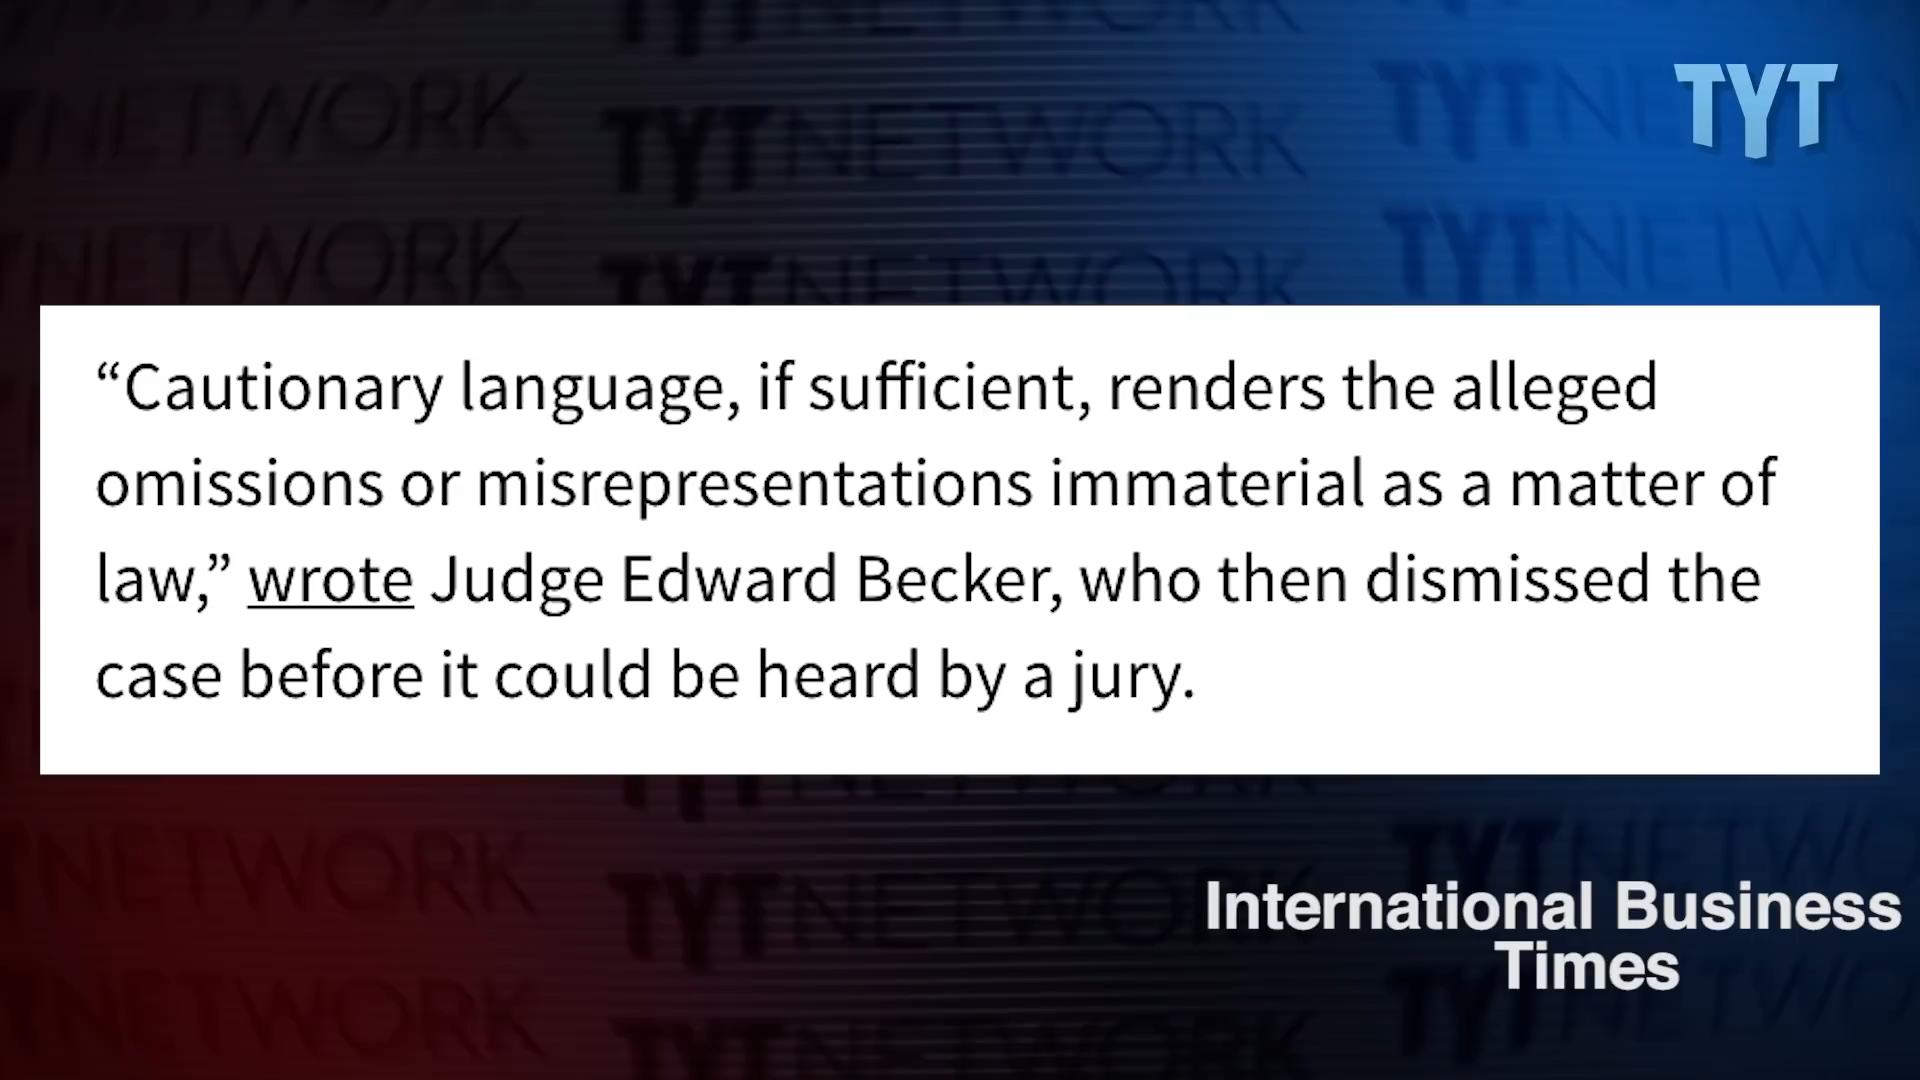 TYT
“Cautionary language, if sufficient, renders the alleged
omissions or misrepresentations immaterial as a matter of
law,” wrote Judge Edward Becker, who then dismissed the
case before it could be heard by a jury.
International Business
Times